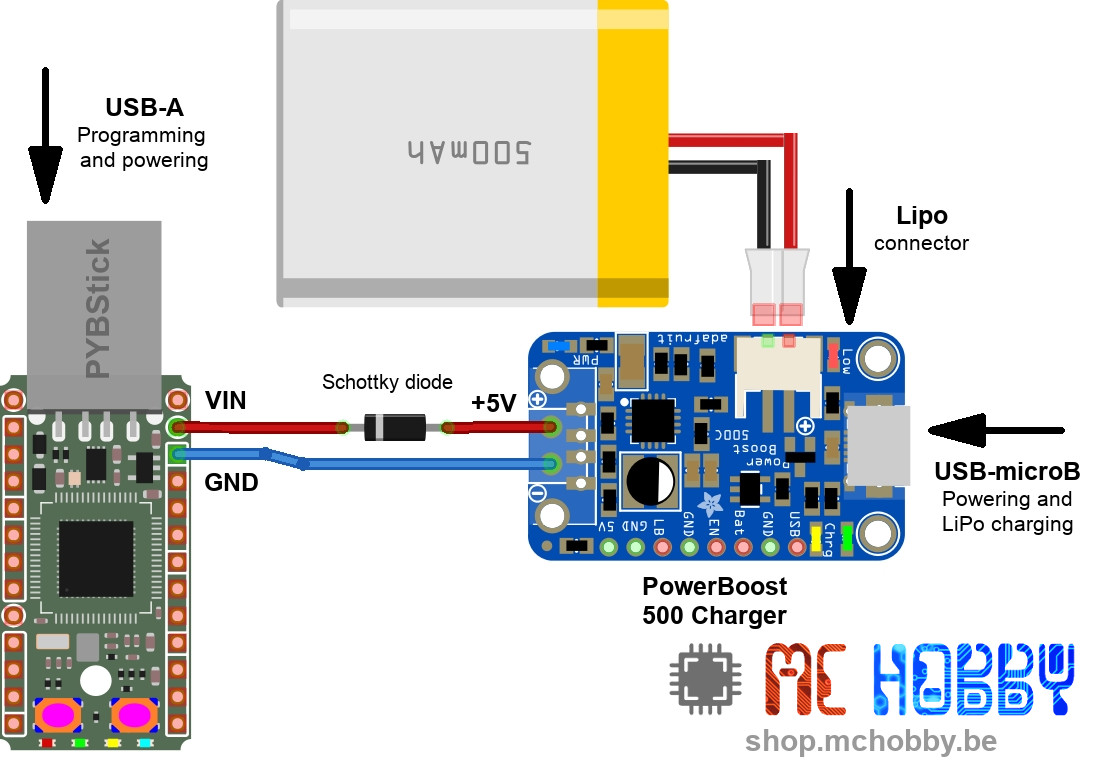 USB-A
Programming
and powering
500mAh
Lipo
connector
PYBStick
adafruit
PWR
Low
VIN
Schottky diode
+5V
GND
Power
Boost
500C
USB-microB
Powering and
LiPo charging
5V GND LB GND EN Bat GND USB Chrg
PowerBoost
500 Charger
MC HOBBY
shop.mchobby.be